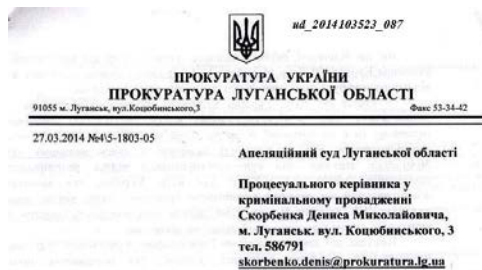 ud_2014103523_087
ПРОКУРАТУРА УКРАЇНИ
ПРОКУРАТУРА ЛУГАНСЬКОЇ ОБЛАСТІ
91055 м. Луганськ, вул.Коцюбинського,3 Факс 53-34-42
27.03.2014 №4\5-1803-05
Апеляційний суд Луганської області
Процесуального керівника у
кримінальному провадженні
Скорбенка Дениса Миколайовича,
м. Луганськ. вул. Коцюбинського, 3
тел. 586791
skorbenko.denis@prokuratura.lg.ua